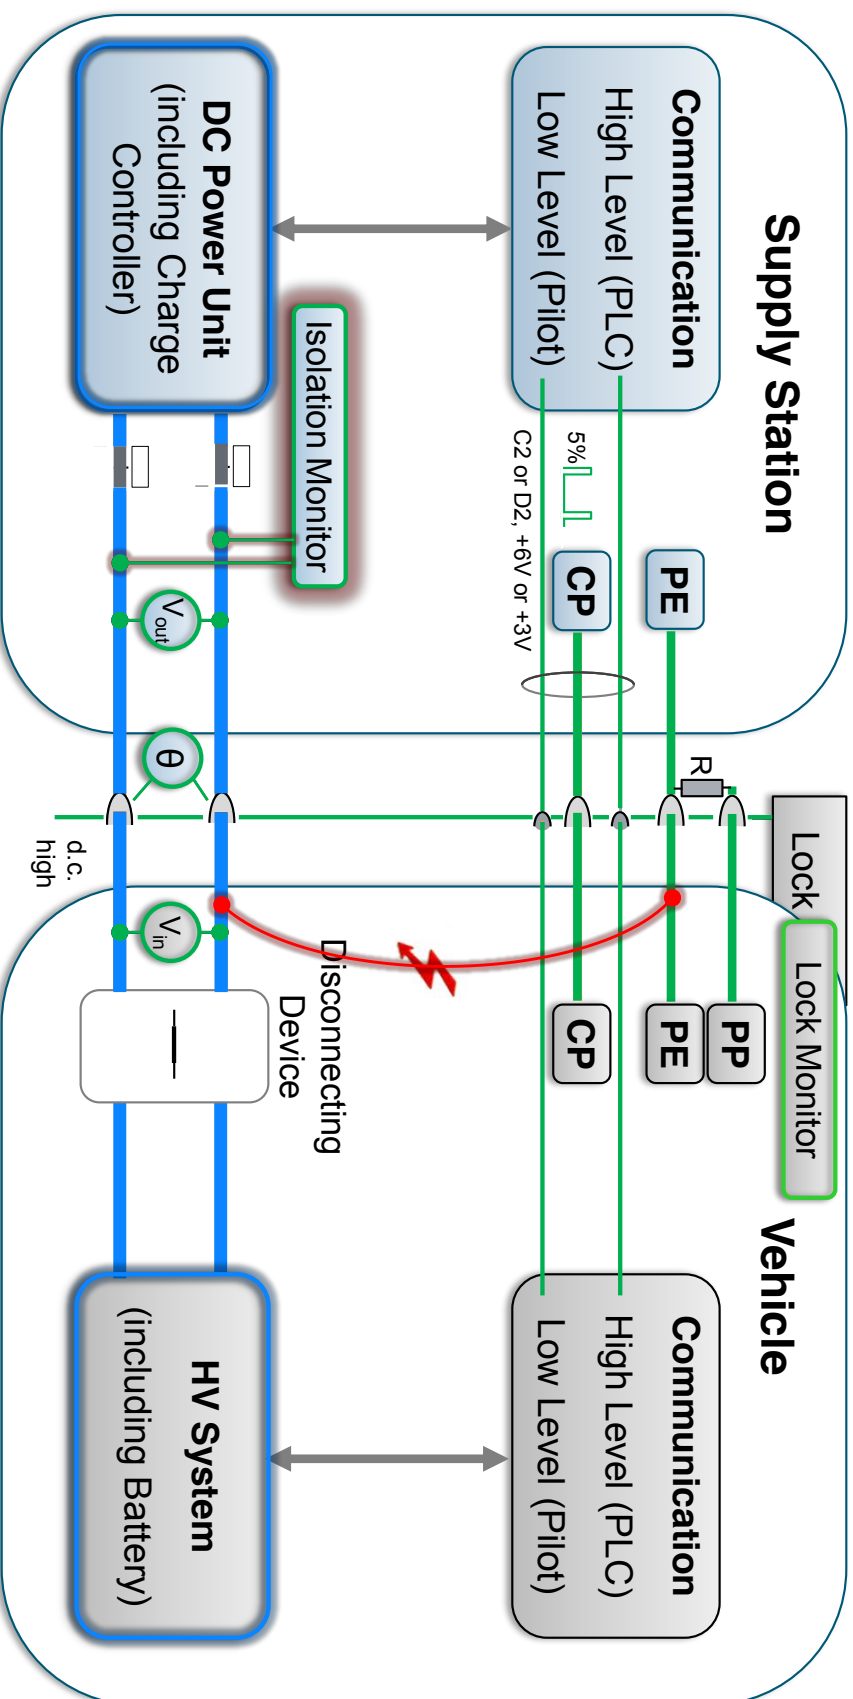 Supply Station
Communication
High Level (PLC)
Low Level (Pilot)
DC Power Unit
(including Charge
Controller)
Isolation Monitor
5%
C2 or D2, +6V or +3V
PE
CP
Vout
θ
R
d.c.
high
Lock
Lock Monitor
Vin
Disconnecting
Device
PP
PE
CP
Vehicle
Communication
High Level (PLC)
Low Level (Pilot)
HV System
(including Battery)